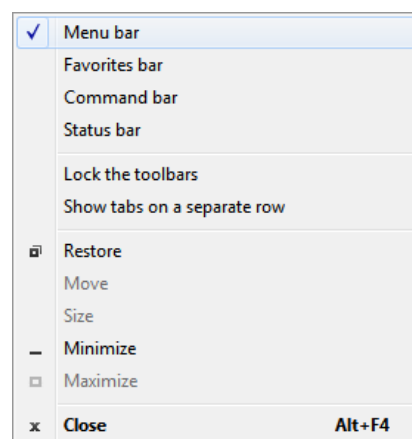 Menu bar
Favorites bar
Command bar
Status bar
Lock the toolbars
Show tabs on a separate row
Restore
Move
Size
Minimize
Maximize
Close Alt+F4